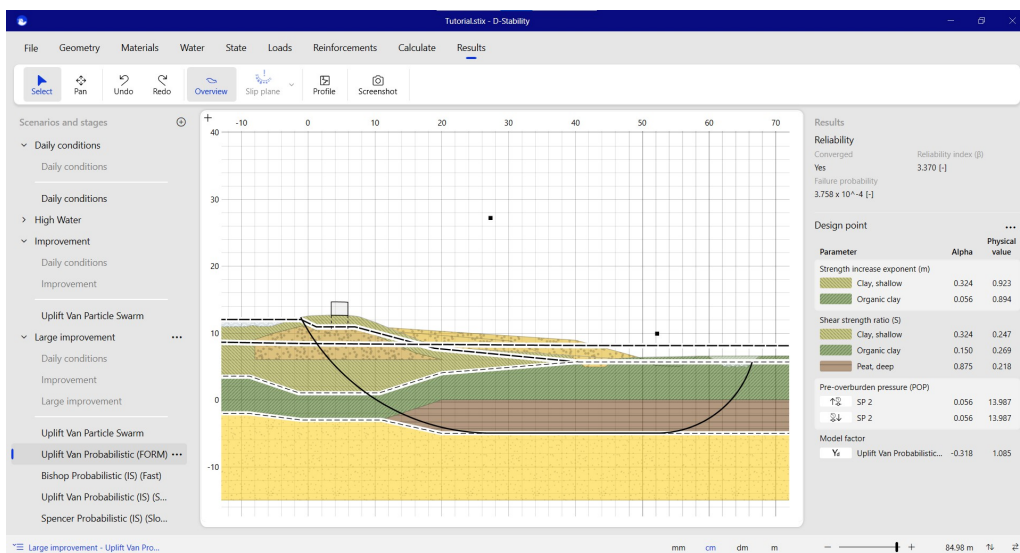 Tutorial.stix - D-Stability
File Geometry Materials Water State Loads Reinforcements Calculate Results
Select Pan Undo Redo Overview Slip plane Profile Screenshot
Scenarios and stages
Daily conditions
Daily conditions
Daily conditions
High Water
Improvement
Daily conditions
Improvement
Uplift Van Particle Swarm
Large improvement
Daily conditions
Improvement
Large improvement
Uplift Van Particle Swarm
Uplift Van Probabilistic (FORM)
Bishop Probabilistic (IS) (Fast)
Uplift Van Probabilistic (IS) (S...
Spencer Probabilistic (IS) (Slo...
-10 0 10 20 30 40 50 60 70
40
30
20
10
0
-10
Results
Reliability
Converged Reliability index (β)
Yes 3.370 [-]
Failure probability
3.758 x 10^-4 [-]
Design point
Parameter Alpha Physical value
Strength increase exponent (m)
Clay, shallow 0.324 0.923
Organic clay 0.056 0.894
Shear strength ratio (S)
Clay, shallow 0.324 0.247
Organic clay 0.150 0.269
Peat, deep 0.875 0.218
Pre-overburden pressure (POP)
SP 2 0.056 13.987
SP 2 0.056 13.987
Model factor
Uplift Van Probabilistic... -0.318 1.085
Large improvement - Uplift Van Pro...
mm cm dm m
84.98 m